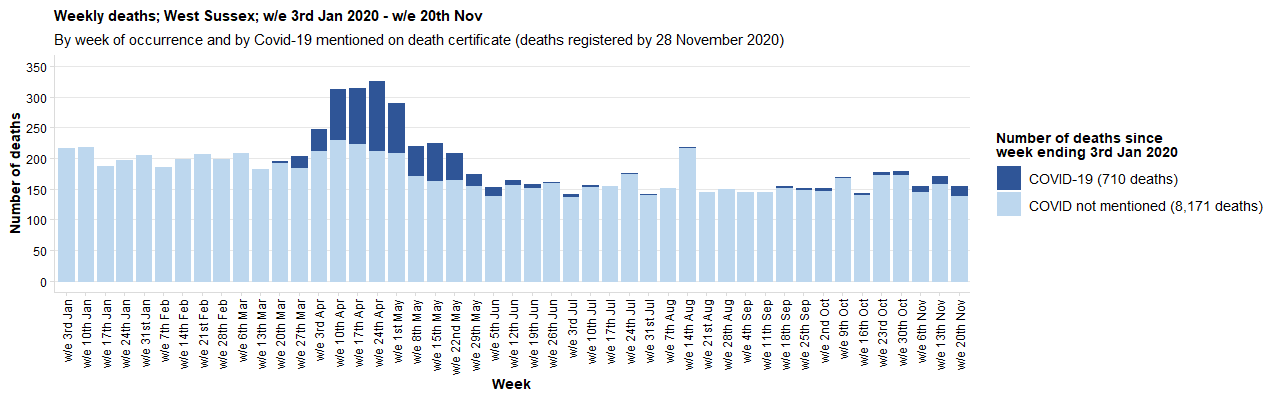 Weekly deaths; West Sussex; w/e 3rd Jan 2020 - w/e 20th Nov
By week of occurrence and by Covid-19 mentioned on death certificate (deaths registered by 28 November 2020)
Number of deaths
350
300
250
200
150
100
50
0
w/e 3rd Jan
w/e 10th Jan
w/e 17th Jan
w/e 24th Jan
w/e 31st Jan
w/e 7th Feb
w/e 14th Feb
w/e 21st Feb
w/e 28th Feb
w/e 6th Mar
w/e 13th Mar
w/e 20th Mar
w/e 27th Mar
w/e 3rd Apr
w/e 10th Apr
w/e 17th Apr
w/e 24th Apr
w/e 1st May
w/e 8th May
w/e 15th May
w/e 22nd May
w/e 29th May
w/e 5th Jun
w/e 12th Jun
w/e 19th Jun
w/e 26th Jun
w/e 3rd Jul
w/e 10th Jul
w/e 17th Jul
w/e 24th Jul
w/e 31st Jul
w/e 7th Aug
w/e 14th Aug
w/e 21st Aug
w/e 28th Aug
w/e 4th Sep
w/e 11th Sep
w/e 18th Sep
w/e 25th Sep
w/e 2nd Oct
w/e 9th Oct
w/e 16th Oct
w/e 23rd Oct
w/e 30th Oct
w/e 6th Nov
w/e 13th Nov
w/e 20th Nov
Week
Number of deaths since
week ending 3rd Jan 2020
COVID-19 (710 deaths)
COVID not mentioned (8,171 deaths)